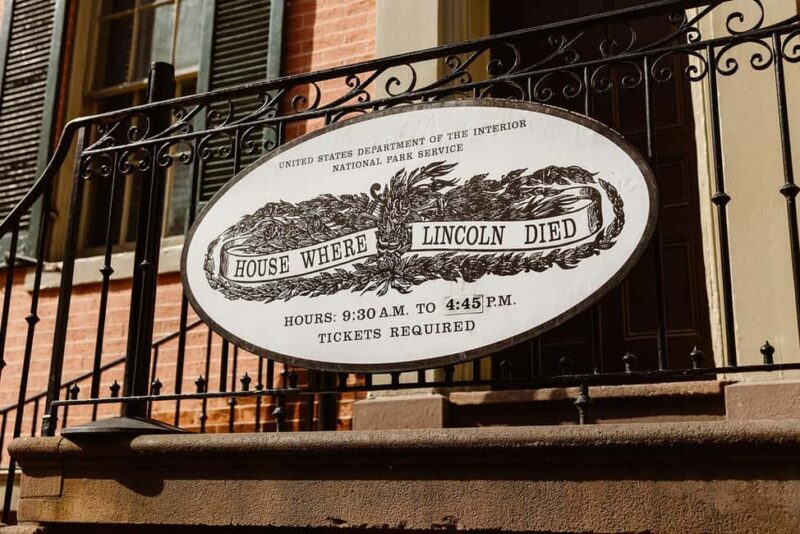 UNITED STATES DEPARTMENT OF THE INTERIOR
NATIONAL PARK SERVICE
HOUSE WHERE LINCOLN DIED
HOURS: 9:30 A.M. TO 4:45 P.M.
TICKETS REQUIRED